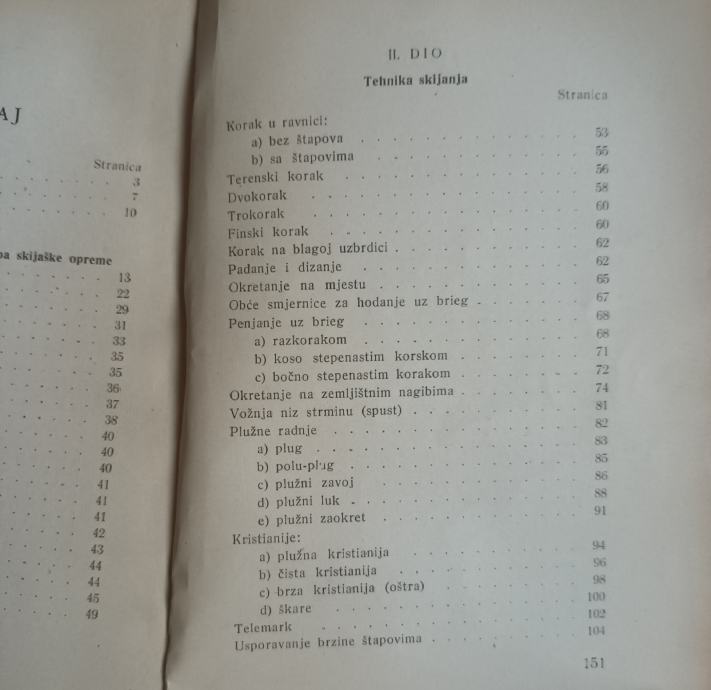 AJ
Stranica
3
7
10
ba skijaške opreme
13
22
29
31
33
35
35
36
37
38
40
40
40
41
41
41
42
43
44
44
45
49
II. DIO
Tehnika skijanja
Stranica
Korak u ravnici:
a) bez štapova . . . . . 53
b) sa štapovima . . . . . 55
Terenski korak . . . . . 56
Dvokorak . . . . . 58
Trokorak . . . . . 60
Finski korak . . . . . 60
Korak na blagoj uzbrdici . . . . . 62
Padanje i dizanje . . . . . 62
Okretanje na mjestu . . . . . 65
Obće smjernice za hodanje uz brieg . . . . . 67
Penjanje uz brieg . . . . . 68
a) razkorakom . . . . . 68
b) koso stepenastim korskom . . . . . 71
c) bočno stepenastim korakom . . . . . 72
Okretanje na zemljištnim nagibima . . . . . 74
Vožnja niz strminu (spust) . . . . . 81
Plužne radnje . . . . . 82
a) plug . . . . . 83
b) polu-plug . . . . . 85
c) plužni zavoj . . . . . 86
d) plužni luk . . . . . 88
e) plužni zaokret . . . . . 91
Kristianije:
a) plužna kristianija . . . . . 94
b) čista kristianija . . . . . 96
c) brza kristianija (oštra) . . . . . 98
d) škare . . . . . 100
Telemark . . . . . 102
Usporavanje brzine štapovima . . . . . 104
151